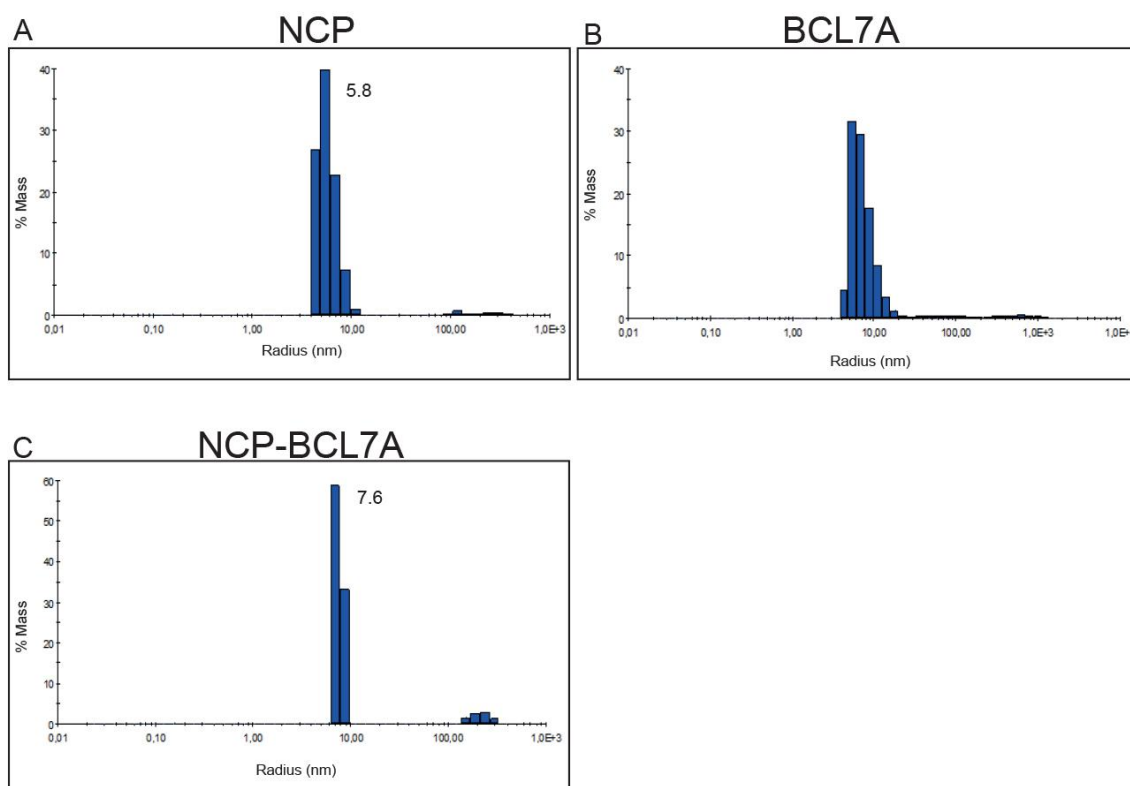 A
NCP
40
30
20
10
0
% Mass
5.8
0,01 0,10 1,00 10,00 100,00 1,0E+3
Radius (nm)
B
BCL7A
40
30
20
10
0
% Mass
0,01 0,10 1,00 10,00 100,00 1,0E+3 1,0E+
Radius (nm)
C
NCP-BCL7A
60
50
40
30
20
10
0
% Mass
7.6
0,01 0,10 1,00 10,00 100,00 1,0E+3
Radius (nm)